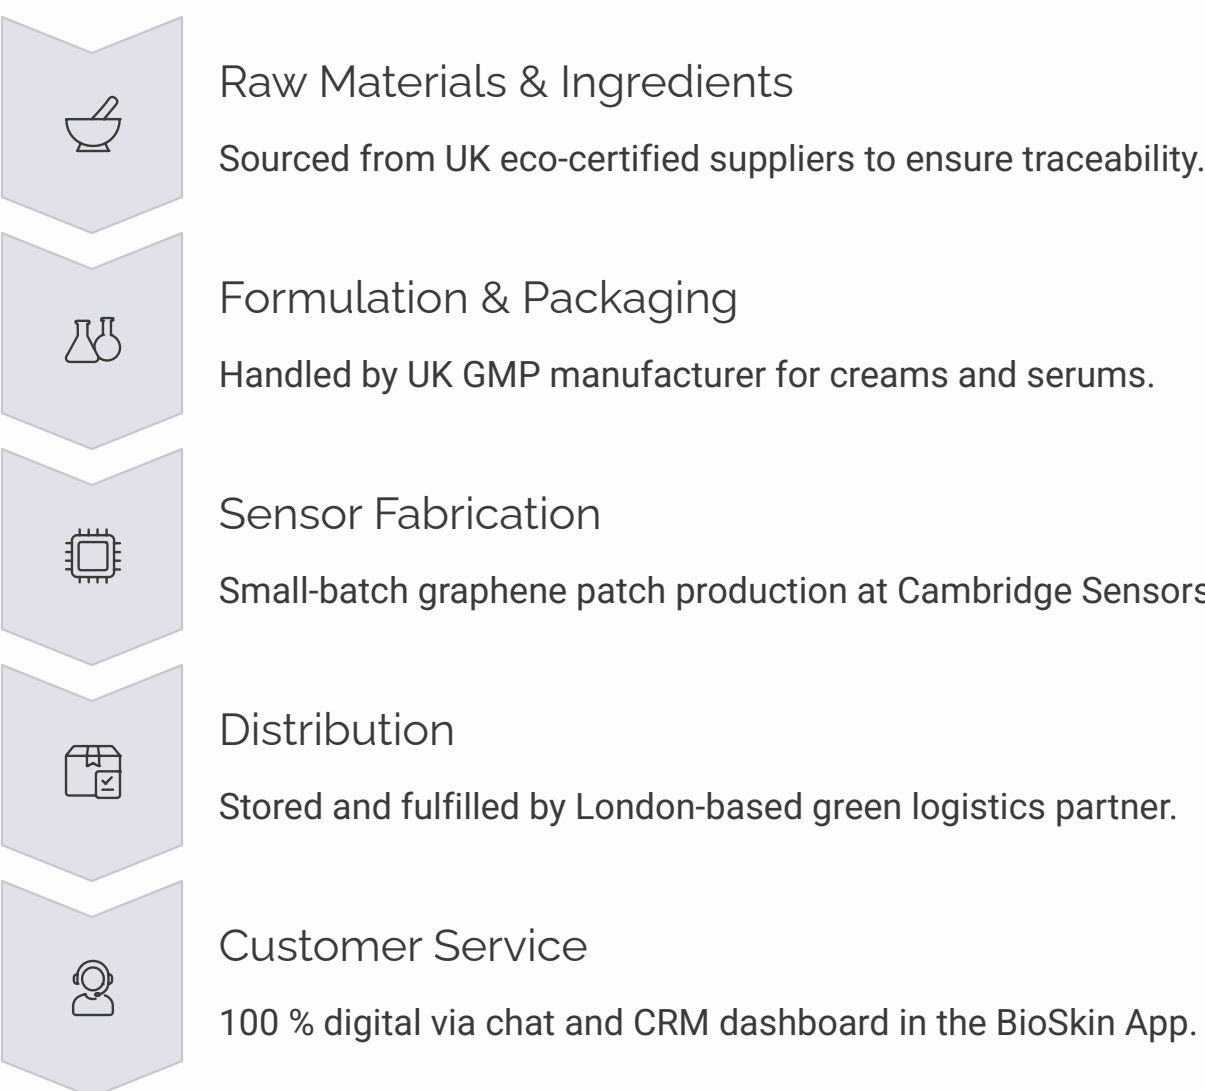 Raw Materials & Ingredients
Sourced from UK eco-certified suppliers to ensure traceability.
Formulation & Packaging
Handled by UK GMP manufacturer for creams and serums.
Sensor Fabrication
Small-batch graphene patch production at Cambridge Sensors
Distribution
Stored and fulfilled by London-based green logistics partner.
Customer Service
100 % digital via chat and CRM dashboard in the BioSkin App.